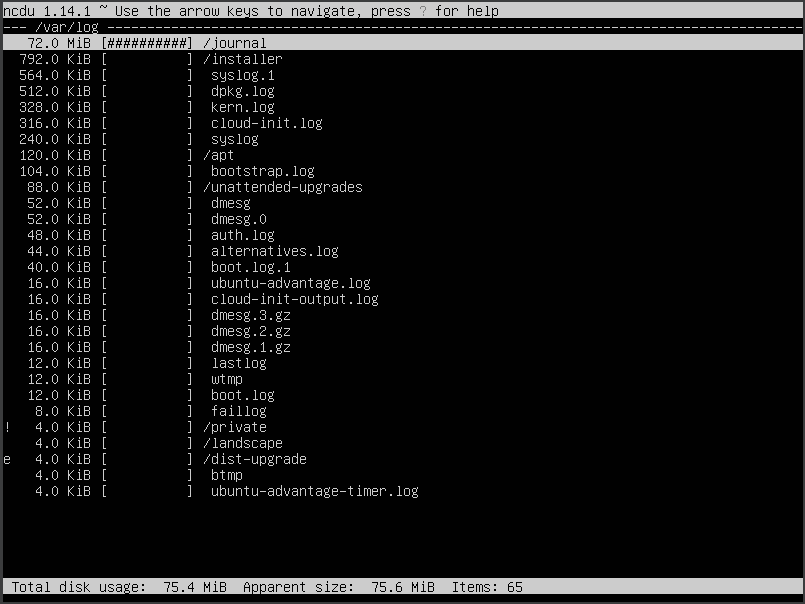 ncdu 1.14.1 ~ Use the arrow keys to navigate, press ? for help
--- /var/log ----------------------------------------------------------------------------------------
   72.0 MiB [##########] /journal
  792.0 KiB [          ] /installer
  564.0 KiB [          ]  syslog.1
  512.0 KiB [          ]  dpkg.log
  328.0 KiB [          ]  kern.log
  316.0 KiB [          ]  cloud-init.log
  240.0 KiB [          ]  syslog
  120.0 KiB [          ] /apt
  104.0 KiB [          ]  bootstrap.log
   88.0 KiB [          ] /unattended-upgrades
   52.0 KiB [          ]  dmesg
   52.0 KiB [          ]  dmesg.0
   48.0 KiB [          ]  auth.log
   44.0 KiB [          ]  alternatives.log
   40.0 KiB [          ]  boot.log.1
   16.0 KiB [          ]  ubuntu-advantage.log
   16.0 KiB [          ]  cloud-init-output.log
   16.0 KiB [          ]  dmesg.3.gz
   16.0 KiB [          ]  dmesg.2.gz
   16.0 KiB [          ]  dmesg.1.gz
   12.0 KiB [          ]  lastlog
   12.0 KiB [          ]  wtmp
   12.0 KiB [          ]  boot.log
    8.0 KiB [          ]  faillog
!   4.0 KiB [          ] /private
    4.0 KiB [          ] /landscape
e   4.0 KiB [          ] /dist-upgrade
    4.0 KiB [          ]  btmp
    4.0 KiB [          ]  ubuntu-advantage-timer.log
Total disk usage:  75.4 MiB  Apparent size:  75.6 MiB  Items: 65